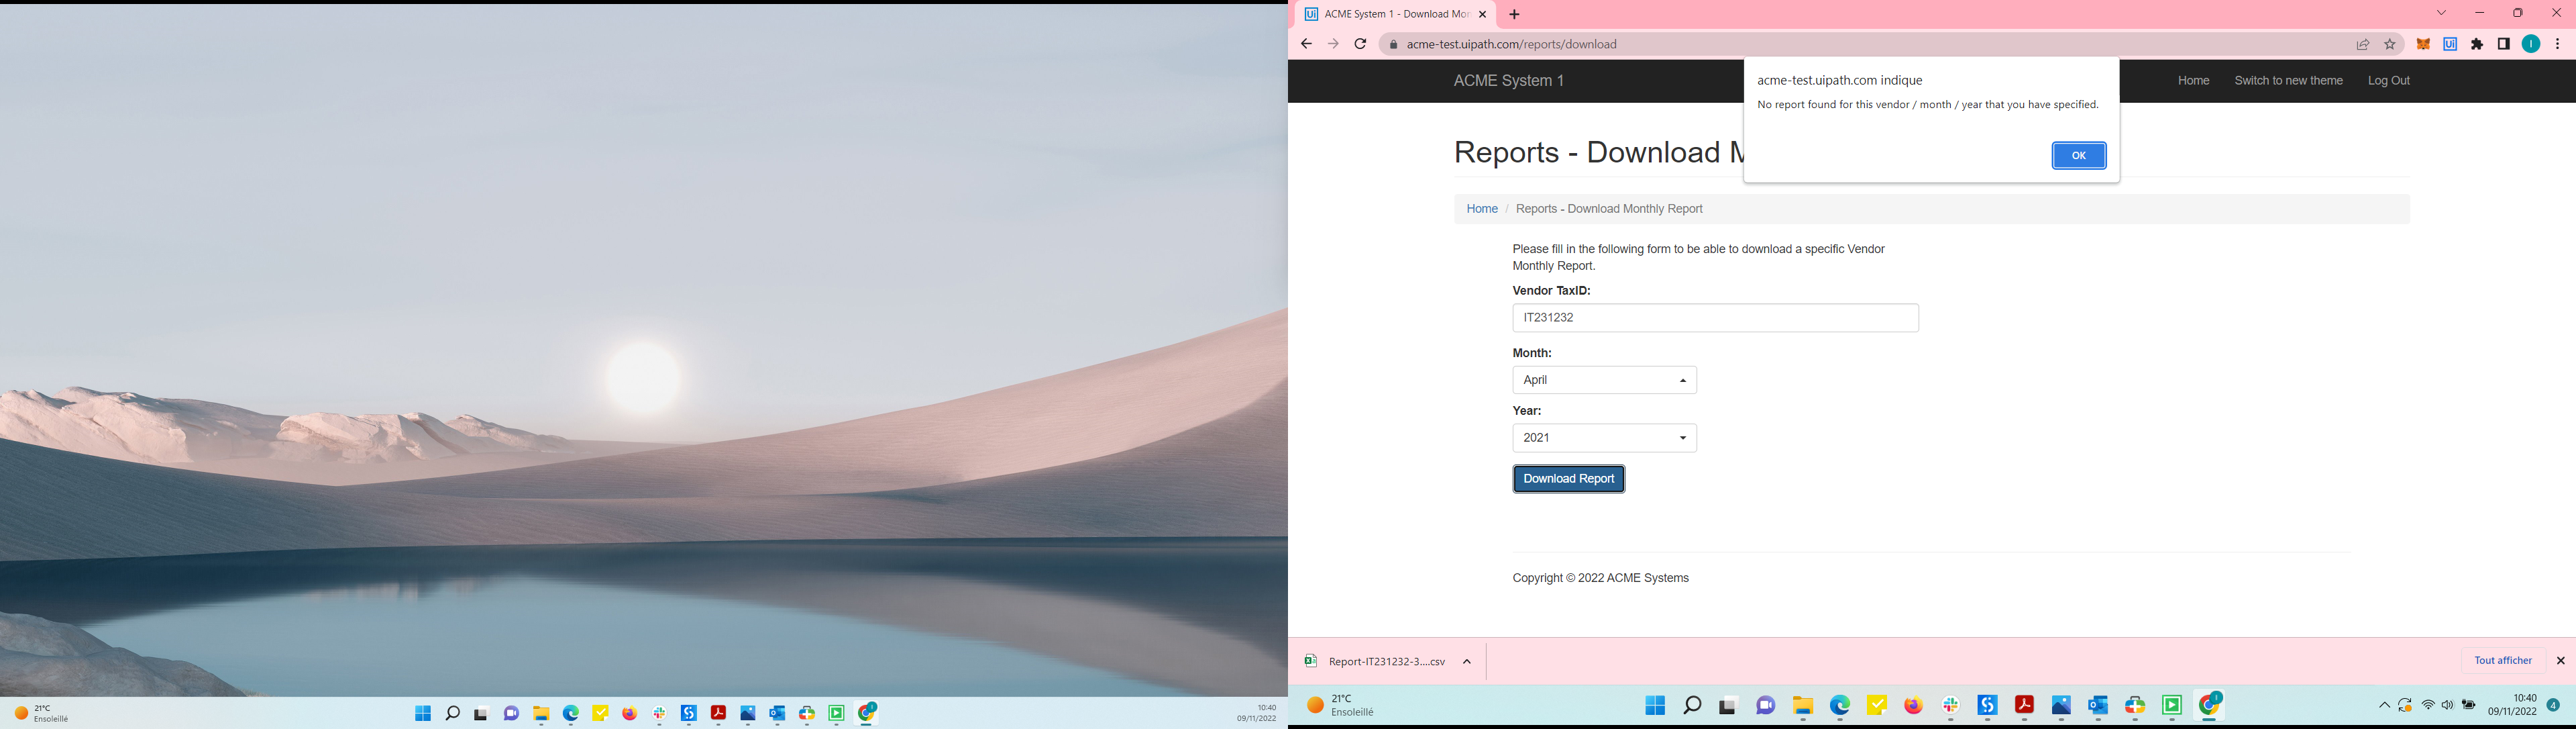 21°C
Ensoleillé
10:40
09/11/2022
ACME System 1 - Download Mon
acme-test.uipath.com/reports/download
ACME System 1
Home
Switch to new theme
Log Out
acme-test.uipath.com indique
No report found for this vendor / month / year that you have specified.
OK
Reports - Download M
Home / Reports - Download Monthly Report
Please fill in the following form to be able to download a specific Vendor
Monthly Report.
Vendor TaxID:
IT231232
Month:
April
Year:
2021
Download Report
Copyright © 2022 ACME Systems
Report-IT231232-3....csv
Tout afficher
21°C
Ensoleillé
10:40
09/11/2022
4